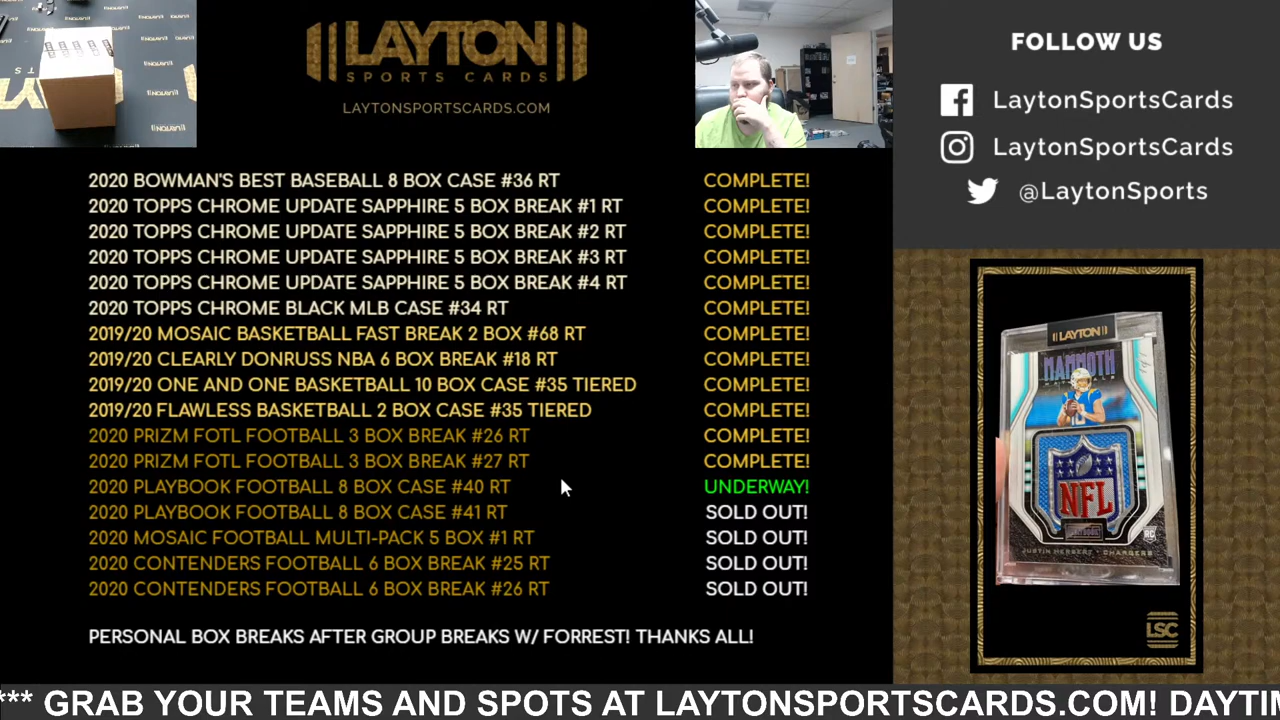 LAYTON
SPORTS CARDS
LAYTONSPORTSCARDS.COM
FOLLOW US
LaytonSportsCards
LaytonSportsCards
@LaytonSports
2020 BOWMAN'S BEST BASEBALL 8 BOX CASE #36 RT COMPLETE!
2020 TOPPS CHROME UPDATE SAPPHIRE 5 BOX BREAK #1 RT COMPLETE!
2020 TOPPS CHROME UPDATE SAPPHIRE 5 BOX BREAK #2 RT COMPLETE!
2020 TOPPS CHROME UPDATE SAPPHIRE 5 BOX BREAK #3 RT COMPLETE!
2020 TOPPS CHROME UPDATE SAPPHIRE 5 BOX BREAK #4 RT COMPLETE!
2020 TOPPS CHROME BLACK MLB CASE #34 RT COMPLETE!
2019/20 MOSAIC BASKETBALL FAST BREAK 2 BOX #68 RT COMPLETE!
2019/20 CLEARLY DONRUSS NBA 6 BOX BREAK #18 RT COMPLETE!
2019/20 ONE AND ONE BASKETBALL 10 BOX CASE #35 TIERED COMPLETE!
2019/20 FLAWLESS BASKETBALL 2 BOX CASE #35 TIERED COMPLETE!
2020 PRIZM FOTL FOOTBALL 3 BOX BREAK #26 RT COMPLETE!
2020 PRIZM FOTL FOOTBALL 3 BOX BREAK #27 RT COMPLETE!
2020 PLAYBOOK FOOTBALL 8 BOX CASE #40 RT UNDERWAY!
2020 PLAYBOOK FOOTBALL 8 BOX CASE #41 RT SOLD OUT!
2020 MOSAIC FOOTBALL MULTI-PACK 5 BOX #1 RT SOLD OUT!
2020 CONTENDERS FOOTBALL 6 BOX BREAK #25 RT SOLD OUT!
2020 CONTENDERS FOOTBALL 6 BOX BREAK #26 RT SOLD OUT!
PERSONAL BOX BREAKS AFTER GROUP BREAKS W/ FORREST! THANKS ALL!
LAYTON
MAMMOTH
NFL
PLAYBOOK
RC
JUSTIN HERBERT • CHARGERS
LSC
*** GRAB YOUR TEAMS AND SPOTS AT LAYTONSPORTSCARDS.COM! DAYTIN